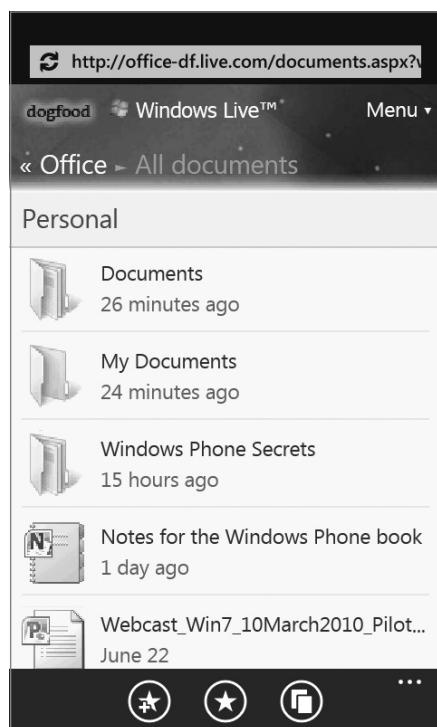 http://office-df.live.com/documents.aspx?v
dogfood Windows Live™ Menu
« Office All documents
Personal
Documents
26 minutes ago
My Documents
24 minutes ago
Windows Phone Secrets
15 hours ago
Notes for the Windows Phone book
1 day ago
Webcast_Win7_10March2010_Pilot...
June 22